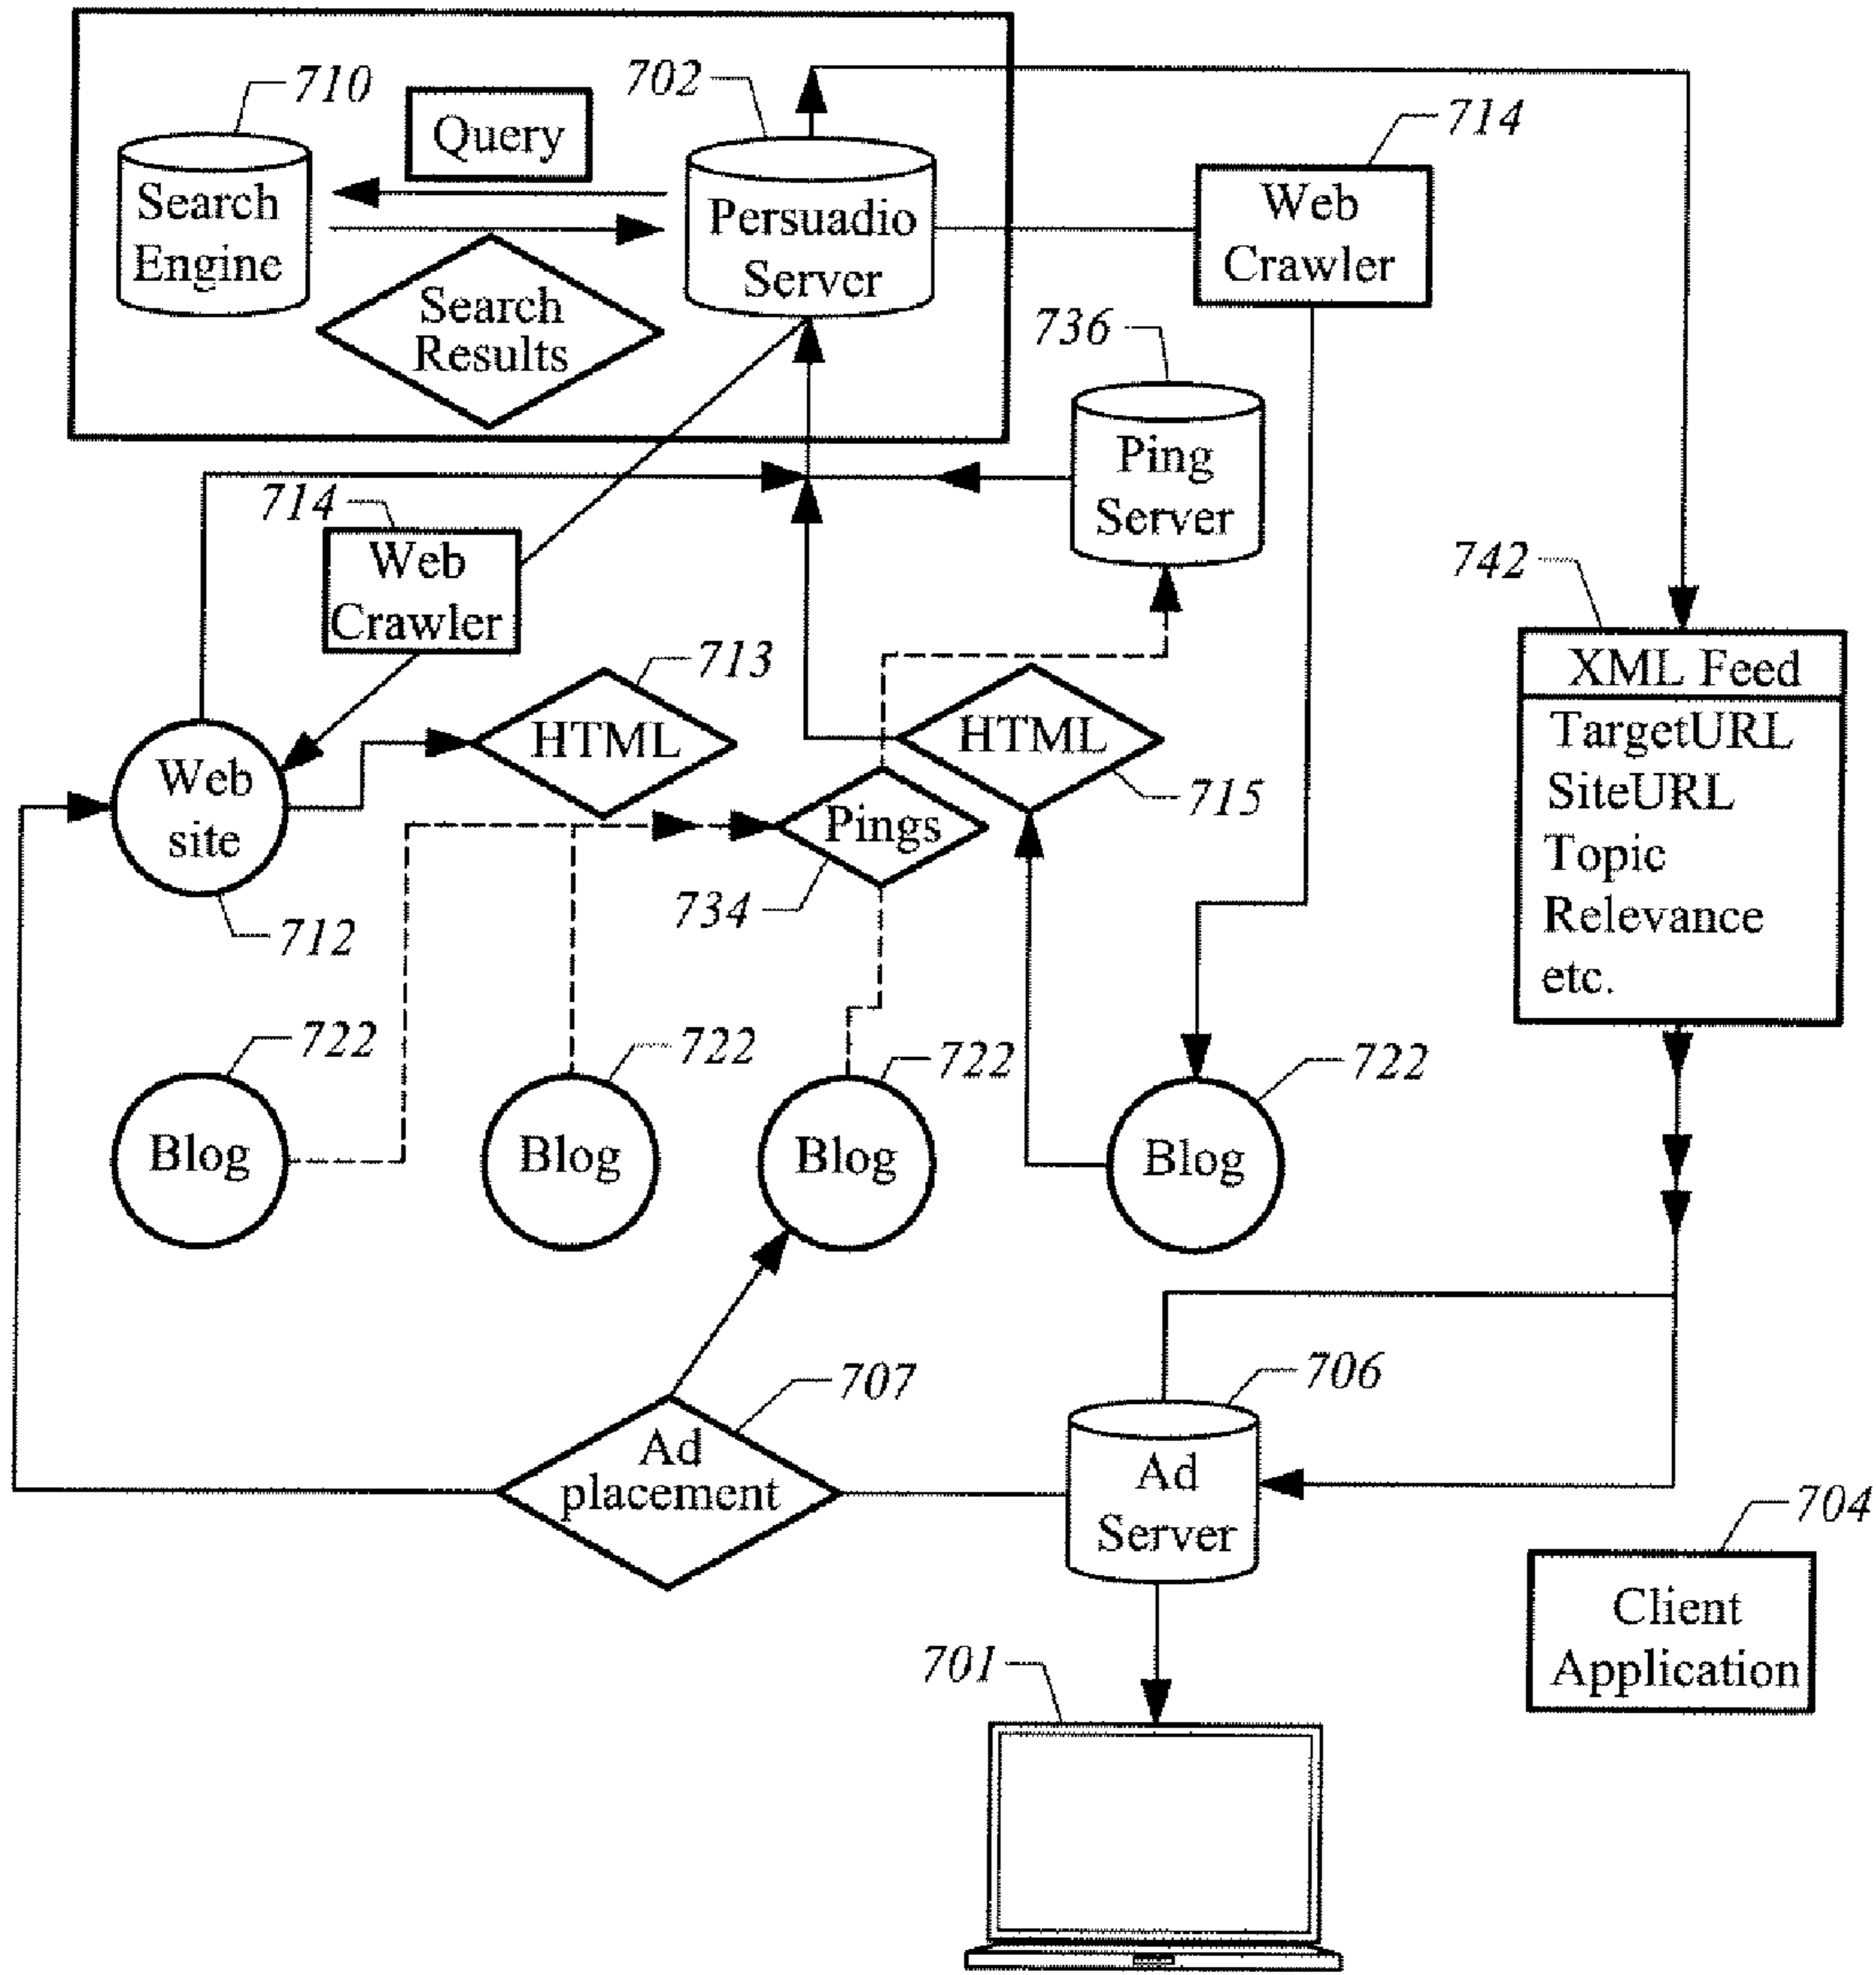 710
Query
702
714
Search
Engine
Persuadio
Server
Web
Crawler
Search
Results
736
Ping
Server
714
Web
Crawler
742
713
HTML
HTML
715
XML Feed
TargetURL
SiteURL
Topic
Relevance
etc.
Web
site
712
Pings
734
722
722
722
722
Blog
Blog
Blog
Blog
707
Ad
placement
706
Ad
Server
704
Client
Application
701